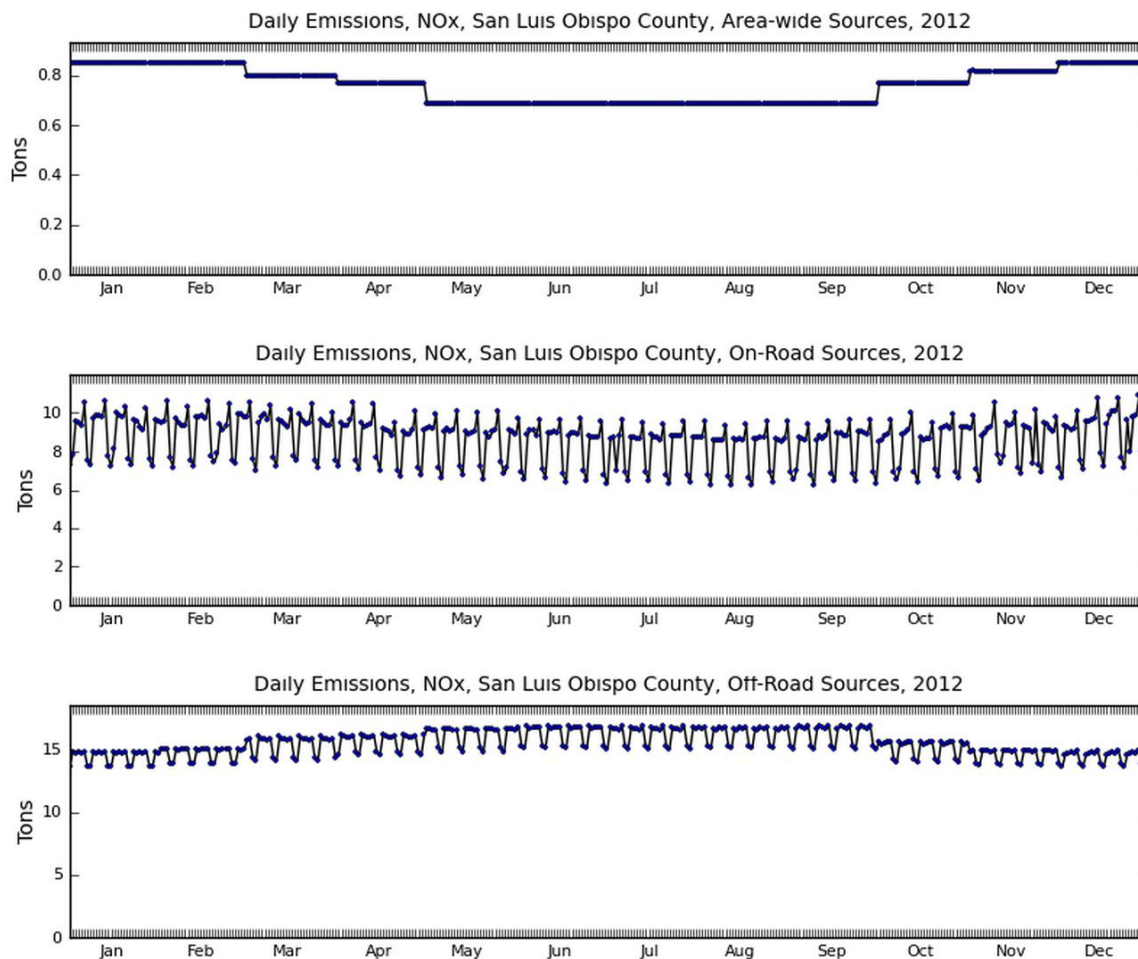 Daily Emissions, NOx, San Luis Obispo County, Area-wide Sources, 2012
0.8
0.6
0.4
0.2
0.0
Tons
Jan Feb Mar Apr May Jun Jul Aug Sep Oct Nov Dec
Daily Emissions, NOx, San Luis Obispo County, On-Road Sources, 2012
10
8
6
4
2
0
Tons
Jan Feb Mar Apr May Jun Jul Aug Sep Oct Nov Dec
Daily Emissions, NOx, San Luis Obispo County, Off-Road Sources, 2012
15
10
5
0
Tons
Jan Feb Mar Apr May Jun Jul Aug Sep Oct Nov Dec